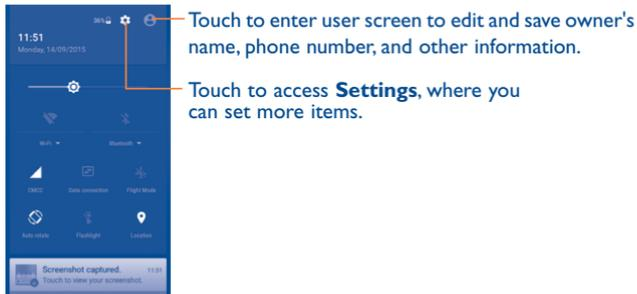 36%
11:51
Monday, 14/09/2015
Wi-Fi
Bluetooth
CMCC
Data connection
Flight Mode
Auto rotate
Flashlight
Location
Screenshot captured.
11:51
Touch to view your screenshot.
Touch to enter user screen to edit and save owner's
name, phone number, and other information.
Touch to access Settings, where you
can set more items.